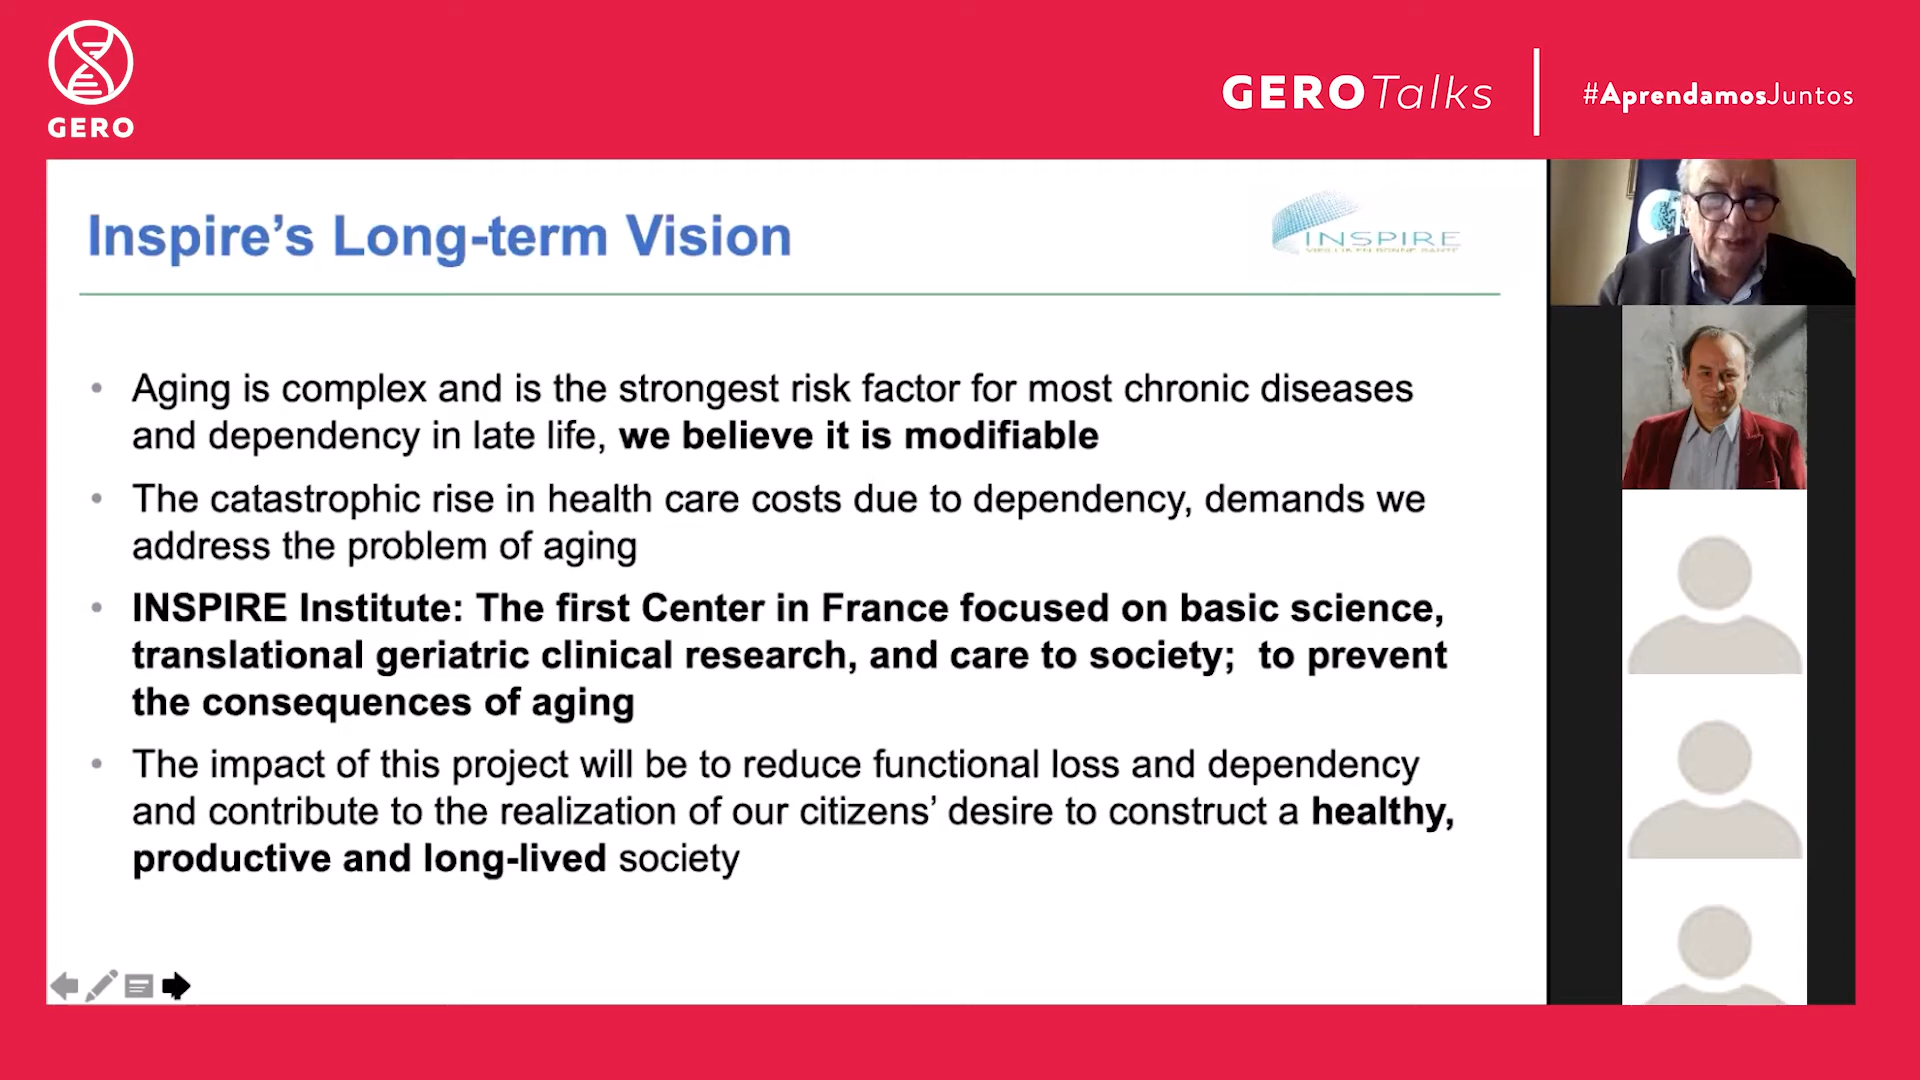 GERO
GEROTalks
#AprendamosJuntos
Inspire’s Long-term Vision
INSPIRE
VIEILLIR EN BONNE SANTÉ
• Aging is complex and is the strongest risk factor for most chronic diseases
and dependency in late life, we believe it is modifiable
• The catastrophic rise in health care costs due to dependency, demands we
address the problem of aging
• INSPIRE Institute: The first Center in France focused on basic science,
translational geriatric clinical research, and care to society;  to prevent
the consequences of aging
• The impact of this project will be to reduce functional loss and dependency
and contribute to the realization of our citizens’ desire to construct a healthy,
productive and long-lived society